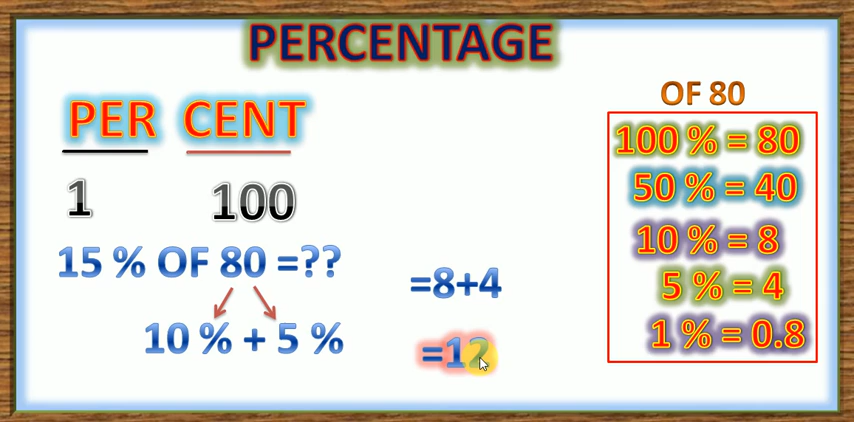 PERCENTAGE
PER CENT
1 100
15 % OF 80 =??
10 % + 5 %
=8+4
=12
OF 80
100 % = 80
50 % = 40
10 % = 8
5 % = 4
1 % = 0.8